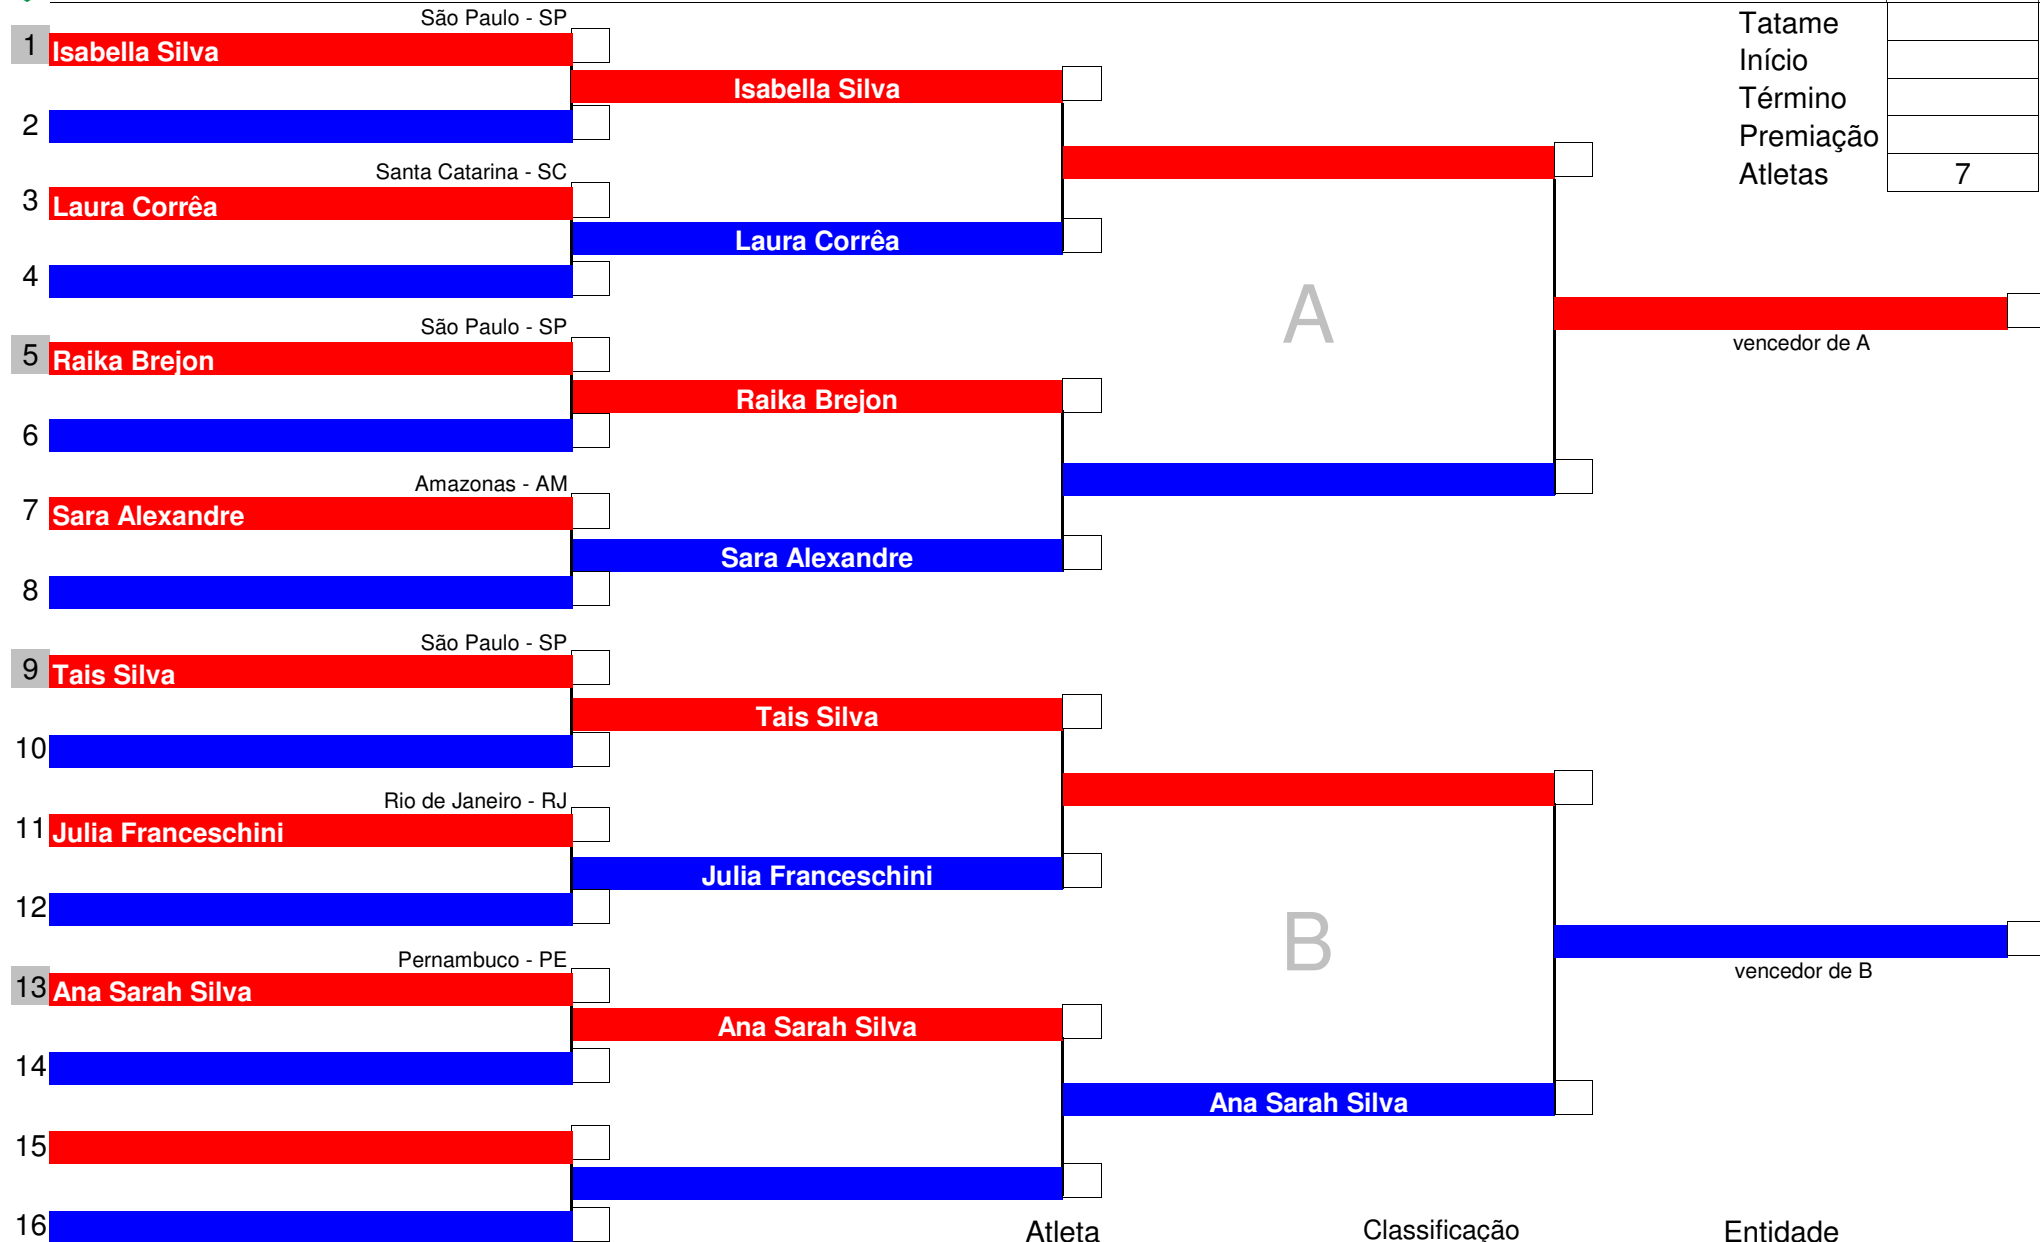 São Paulo - SP
1 Isabella Silva
Isabella Silva
2
Santa Catarina - SC
3 Laura Corrêa
Laura Corrêa
4
São Paulo - SP
5 Raika Brejon
Raika Brejon
6
Amazonas - AM
7 Sara Alexandre
Sara Alexandre
8
A
vencedor de A
São Paulo - SP
9 Tais Silva
Tais Silva
10
Rio de Janeiro - RJ
11 Julia Franceschini
Julia Franceschini
12
Pernambuco - PE
13 Ana Sarah Silva
Ana Sarah Silva
14
Ana Sarah Silva
15
16
B
vencedor de B
Tatame
Início
Término
Premiação
Atletas 7
Atleta Classificação Entidade